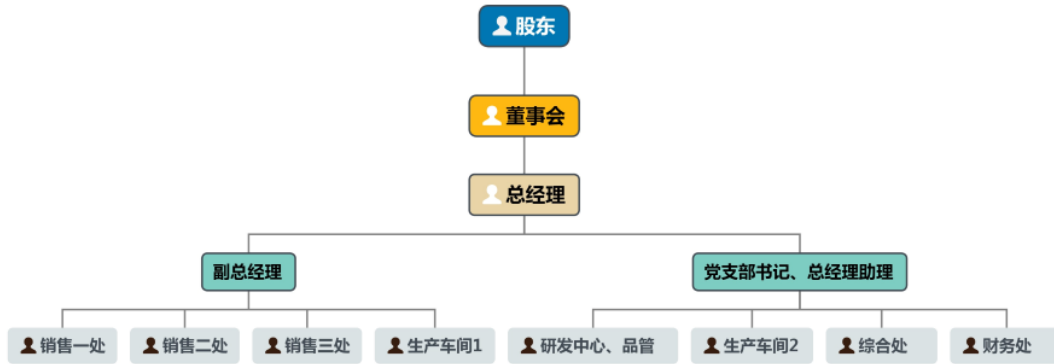 股东
董事会
总经理
副总经理
党支部书记、总经理助理
销售一处
销售二处
销售三处
生产车间1
研发中心、品管
生产车间2
综合处
财务处